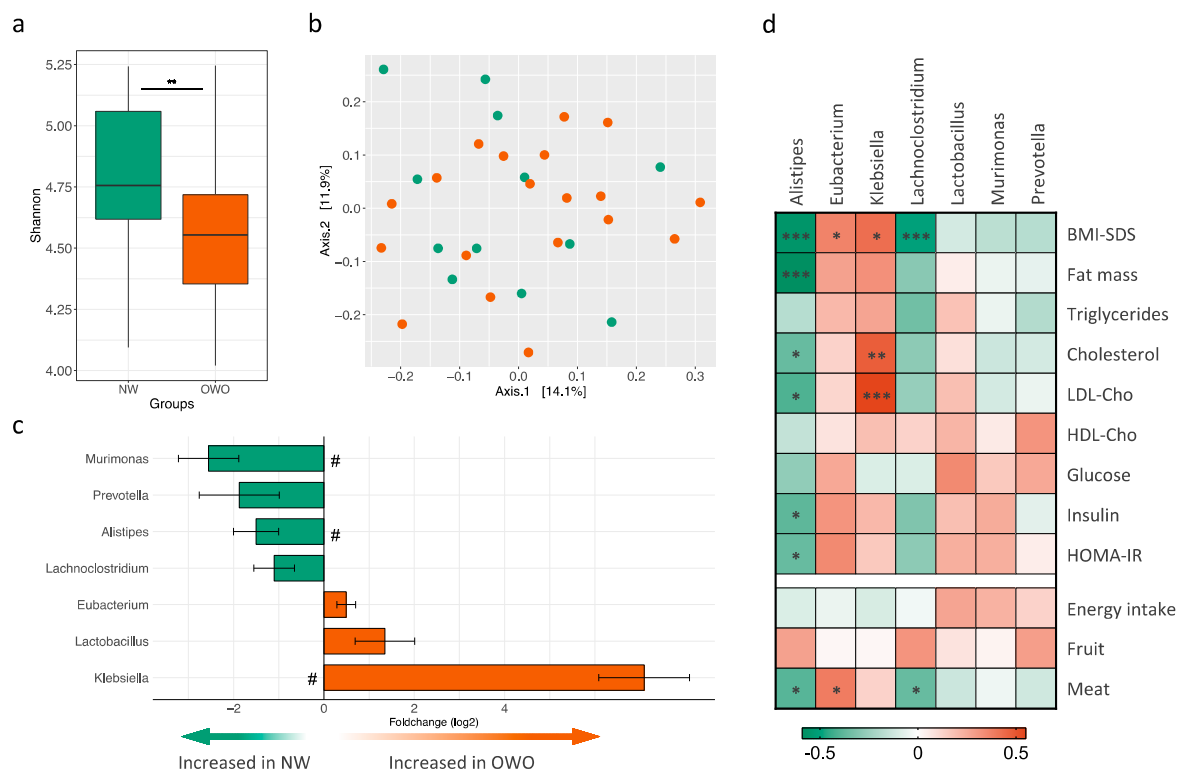 a
**
Shannon
5.25
5.00
4.75
4.50
4.25
4.00
NW
OWO
Groups
b
Axis.2 [11.9%]
0.2
0.1
0.0
−0.1
−0.2
−0.2
−0.1
0.0
0.1
0.2
0.3
Axis.1 [14.1%]
c
Murimonas
#
Prevotella
Alistipes
#
Lachnoclostridium
Eubacterium
Lactobacillus
Klebsiella
#
−2
0
2
4
Foldchange (log2)
Increased in NW
Increased in OWO
d
Alistipes
Eubacterium
Klebsiella
Lachnoclostridium
Lactobacillus
Murimonas
Prevotella
*** * * *** BMI-SDS
*** Fat mass
Triglycerides
* ** Cholesterol
* *** LDL-Cho
HDL-Cho
Glucose
* Insulin
* HOMA-IR
Energy intake
Fruit
* * * Meat
-0.5
0
0.5